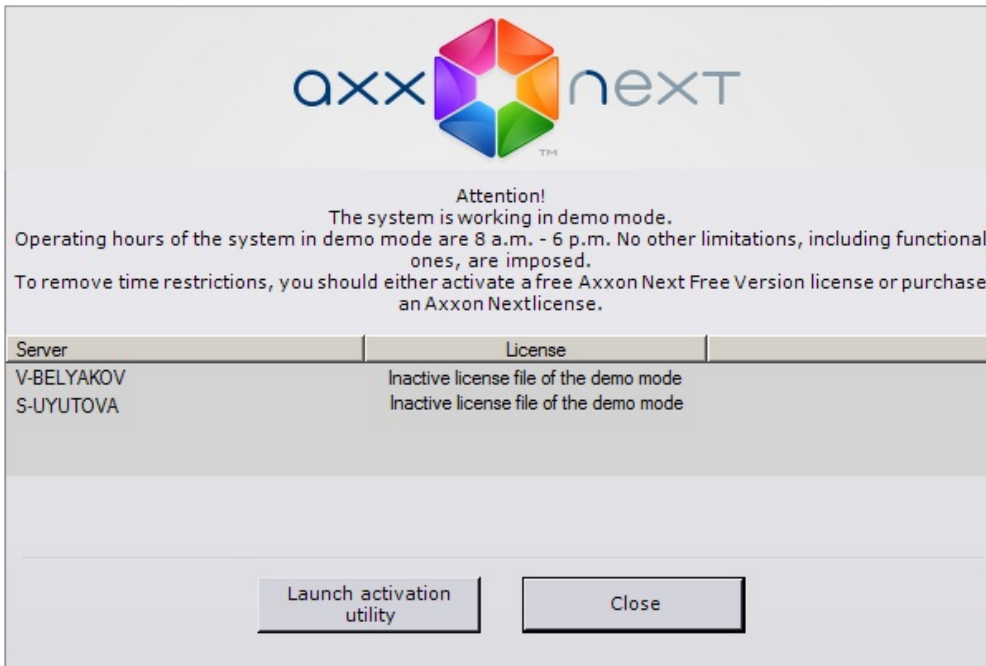 axx next
TM
Attention!
The system is working in demo mode.
Operating hours of the system in demo mode are 8 a.m. - 6 p.m. No other limitations, including functional
ones, are imposed.
To remove time restrictions, you should either activate a free Axxon Next Free Version license or purchase
an Axxon Nextlicense.
Server License
V-BELYAKOV Inactive license file of the demo mode
S-UYUTOVA Inactive license file of the demo mode
Launch activation
utility
Close